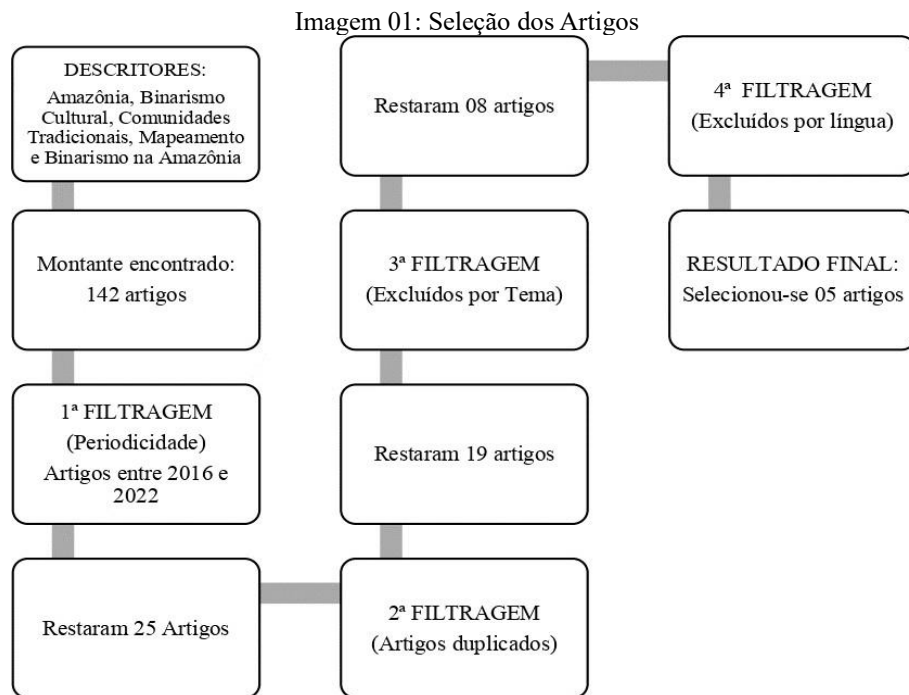 Imagem 01: Seleção dos Artigos
DESCRITORES:
Amazônia, Binarismo
Cultural, Comunidades
Tradicionais, Mapeamento
e Binarismo na Amazônia
Montante encontrado:
142 artigos
1ª FILTRAGEM
(Periodicidade)
Artigos entre 2016 e
2022
Restaram 25 Artigos
2ª FILTRAGEM
(Artigos duplicados)
Restaram 19 artigos
3ª FILTRAGEM
(Excluídos por Tema)
Restaram 08 artigos
4ª FILTRAGEM
(Excluídos por língua)
RESULTADO FINAL:
Selecionou-se 05 artigos